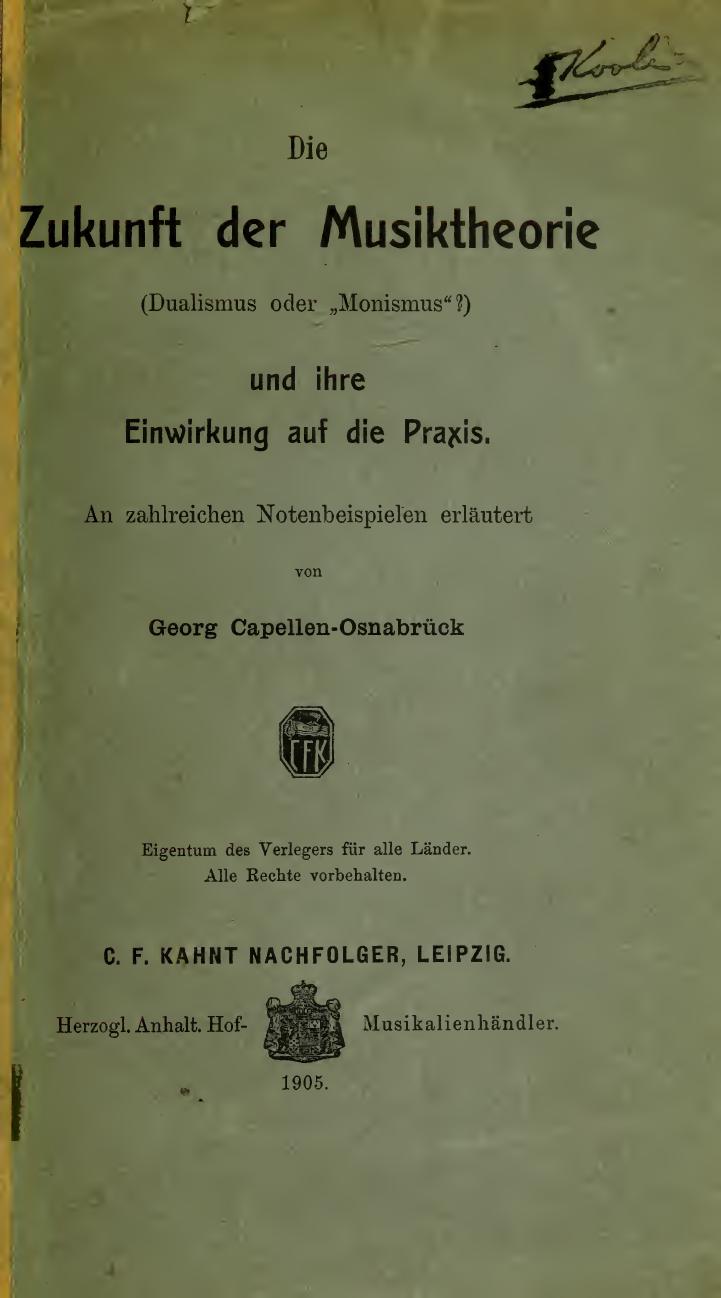 Die
Zukunft der Musiktheorie
(Dualismus oder „Monismus“?)
und ihre
Einwirkung auf die Praxis.
An zahlreichen Notenbeispielen erläutert
von
Georg Capellen-Osnabrück
CFK
Eigentum des Verlegers für alle Länder.
Alle Rechte vorbehalten.
C. F. KAHNT NACHFOLGER, LEIPZIG.
Herzogl. Anhalt. Hof- Musikalienhändler.
1905.